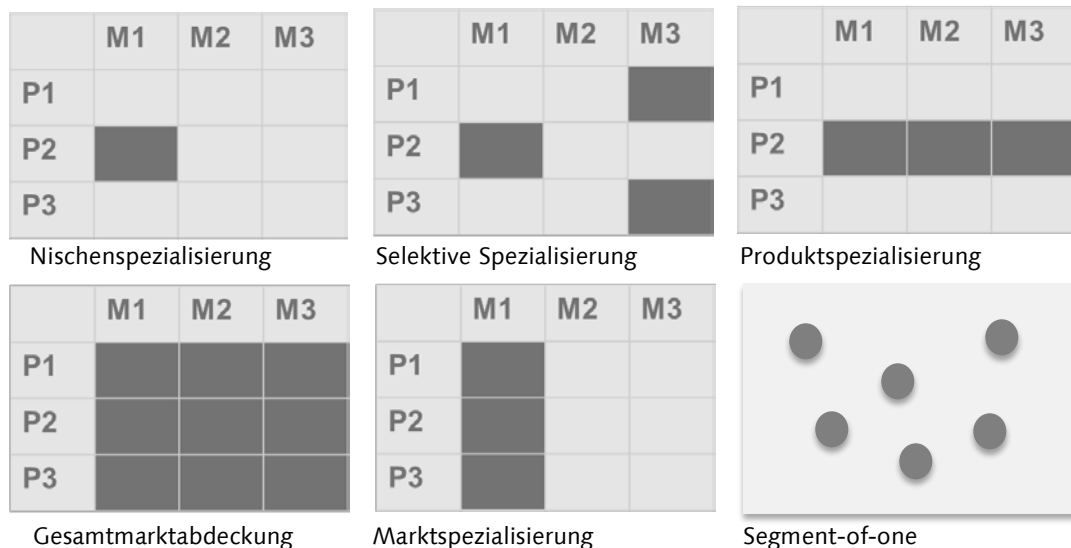 M1 M2 M3
P1
P2
P3
Nischenspezialisierung
M1 M2 M3
P1
P2
P3
Selektive Spezialisierung
M1 M2 M3
P1
P2
P3
Produktspezialisierung
M1 M2 M3
P1
P2
P3
Gesamtmarktabdeckung
M1 M2 M3
P1
P2
P3
Marktspezialisierung
Segment-of-one